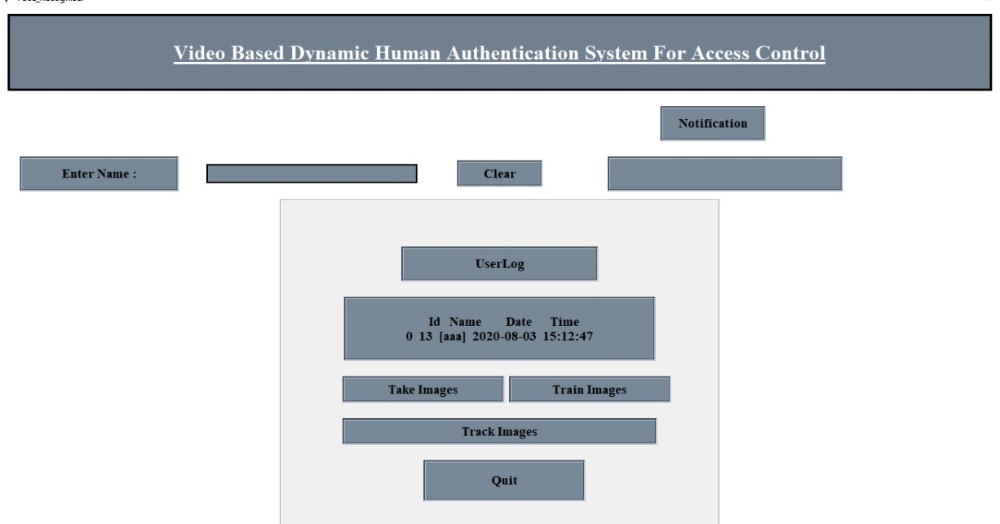 Video Based Dynamic Human Authentication System For Access Control
Notification
Enter Name :
Clear
UserLog
Id Name Date Time
0 13 [aaa] 2020-08-03 15:12:47
Take Images Train Images
Track Images
Quit